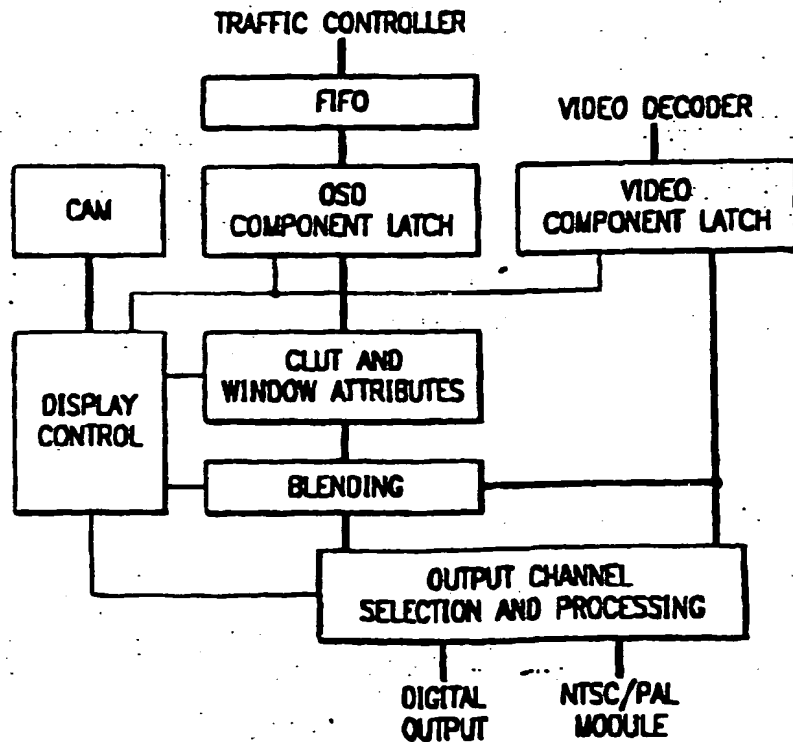 TRAFFIC CONTROLLER
FIFO
VIDEO DECODER
CAM
OSD
COMPONENT LATCH
VIDEO
COMPONENT LATCH
DISPLAY
CONTROL
CLUT AND
WINDOW ATTRIBUTES
BLENDING
OUTPUT CHANNEL
SELECTION AND PROCESSING
DIGITAL
OUTPUT
NTSC/PAL
MODULE